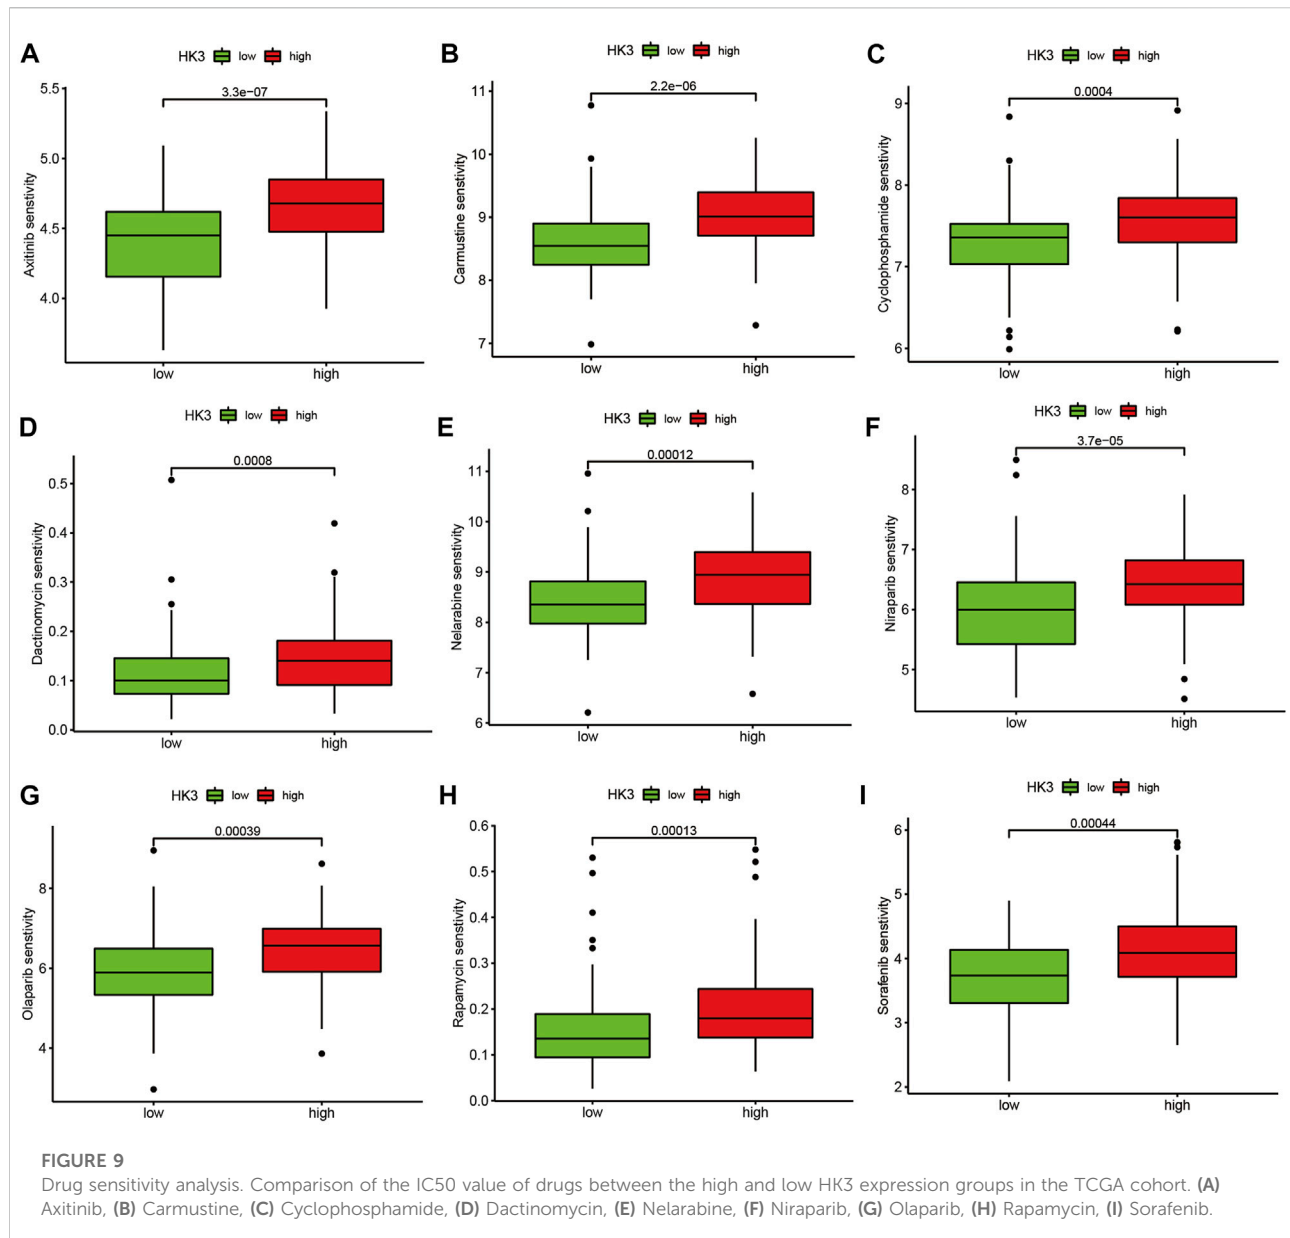 A
HK3 low high
3.3e−07
Axitinib senstivity
5.5
5.0
4.5
4.0
low high
B
HK3 low high
2.2e−06
Carmustine senstivity
11
10
9
8
7
low high
C
HK3 low high
0.0004
Cyclophosphamide senstivity
9
8
7
6
low high
D
HK3 low high
0.0008
Dactinomycin senstivity
0.5
0.4
0.3
0.2
0.1
0.0
low high
E
HK3 low high
0.00012
Nelarabine senstivity
11
10
9
8
7
6
low high
F
HK3 low high
3.7e−05
Niraparib senstivity
8
7
6
5
low high
G
HK3 low high
0.00039
Olaparib senstivity
8
6
4
low high
H
HK3 low high
0.00013
Rapamycin senstivity
0.6
0.5
0.4
0.3
0.2
0.1
0.0
low high
I
HK3 low high
0.00044
Sorafenib senstivity
6
5
4
3
2
low high
FIGURE 9
Drug sensitivity analysis. Comparison of the IC50 value of drugs between the high and low HK3 expression groups in the TCGA cohort. (A)
Axitinib, (B) Carmustine, (C) Cyclophosphamide, (D) Dactinomycin, (E) Nelarabine, (F) Niraparib, (G) Olaparib, (H) Rapamycin, (I) Sorafenib.